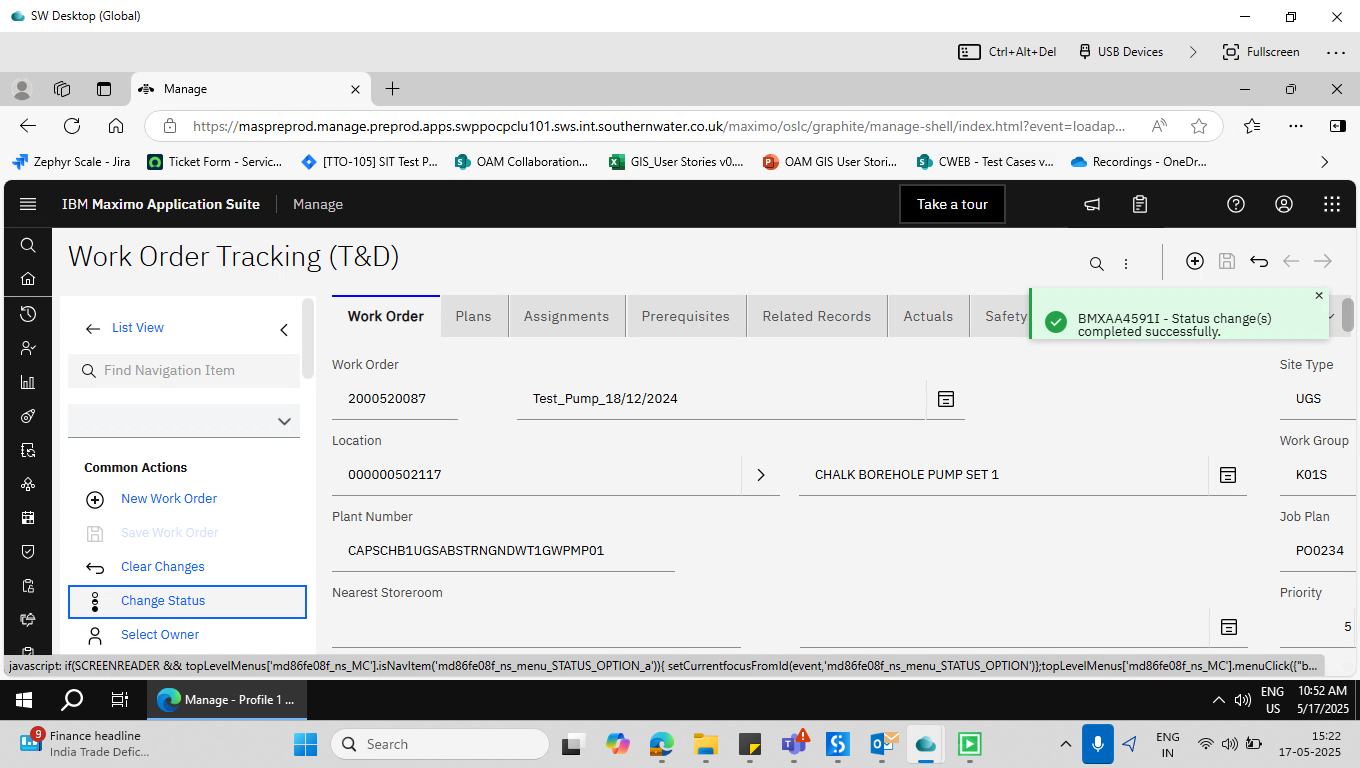 SW Desktop (Global)
Ctrl+Alt+Del
USB Devices
Fullscreen
Manage
https://maspreprod.manage.preprod.apps.swppocpclu101.sws.int.southernwater.co.uk/maximo/oslc/graphite/manage-shell/index.html?event=loadap...
Zephyr Scale - Jira
Ticket Form - Servic...
[TTO-105] SIT Test P...
OAM Collaboration...
GIS_User Stories v0....
OAM GIS User Stori...
CWEB - Test Cases v...
Recordings - OneDr...
IBM Maximo Application Suite
Manage
Take a tour
Work Order Tracking (T&D)
List View
Find Navigation Item
Common Actions
New Work Order
Save Work Order
Clear Changes
Change Status
Select Owner
Work Order
Plans
Assignments
Prerequisites
Related Records
Actuals
Safety
BMXAA4591I - Status change(s)
completed successfully.
Work Order
2000520087
Test_Pump_18/12/2024
Site Type
UGS
Location
000000502117
CHALK BOREHOLE PUMP SET 1
Work Group
K01S
Plant Number
CAPSCHB1UGSABSTRNGNDWT1GWPMP01
Job Plan
PO0234
Nearest Storeroom
Priority
5
javascript: if(SCREENREADER && topLevelMenus['md86fe08f_ns_MC'].isNavItem('md86fe08f_ns_menu_STATUS_OPTION_a')){ setCurrentfocusFromId(event,'md86fe08f_ns_menu_STATUS_OPTION')};topLevelMenus['md86fe08f_ns_MC'].menuClick({"b...
Manage - Profile 1 ...
ENG
US
10:52 AM
5/17/2025
9
Finance headline
India Trade Defic...
Search
ENG
IN
15:22
17-05-2025